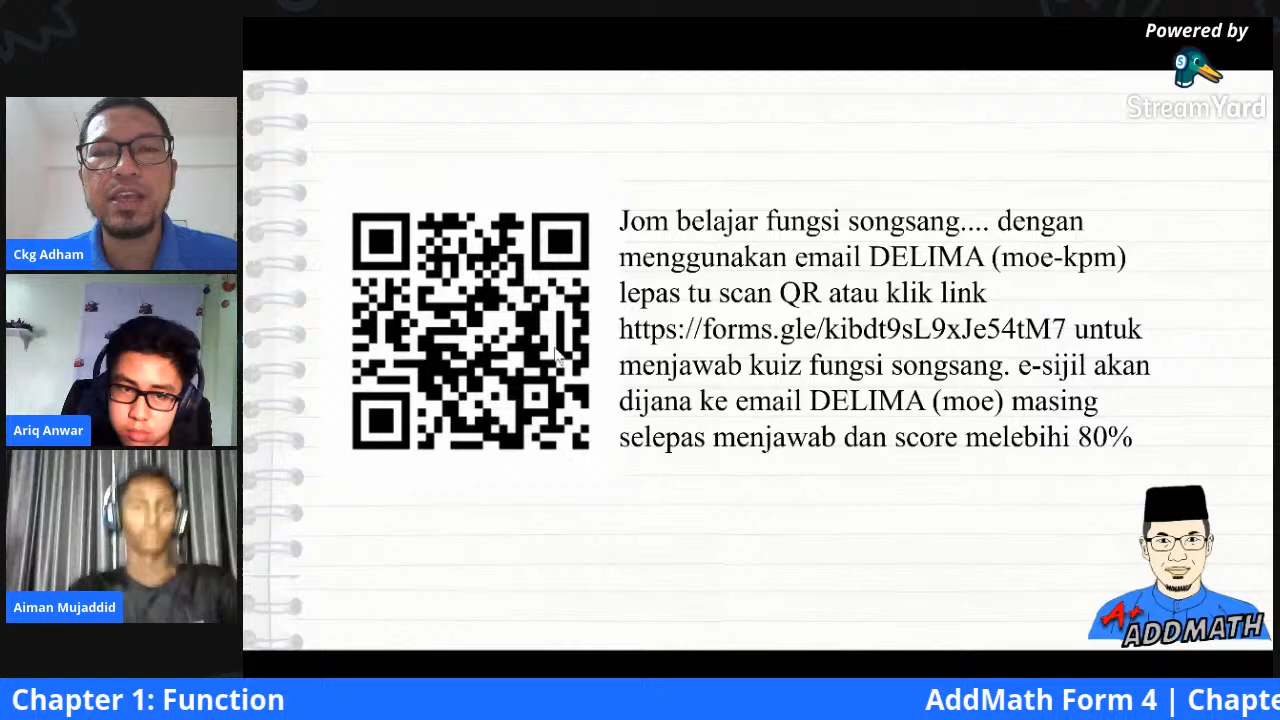 Powered by
StreamYard
Ckg Adham
Ariq Anwar
Aiman Mujaddid
Jom belajar fungsi songsang.... dengan
menggunakan email DELIMA (moe-kpm)
lepas tu scan QR atau klik link
https://forms.gle/kibdt9sL9xJe54tM7 untuk
menjawab kuiz fungsi songsang. e-sijil akan
dijana ke email DELIMA (moe) masing
selepas menjawab dan score melebihi 80%
A+
ADDMATH
Chapter 1: Function
AddMath Form 4 | Chapte